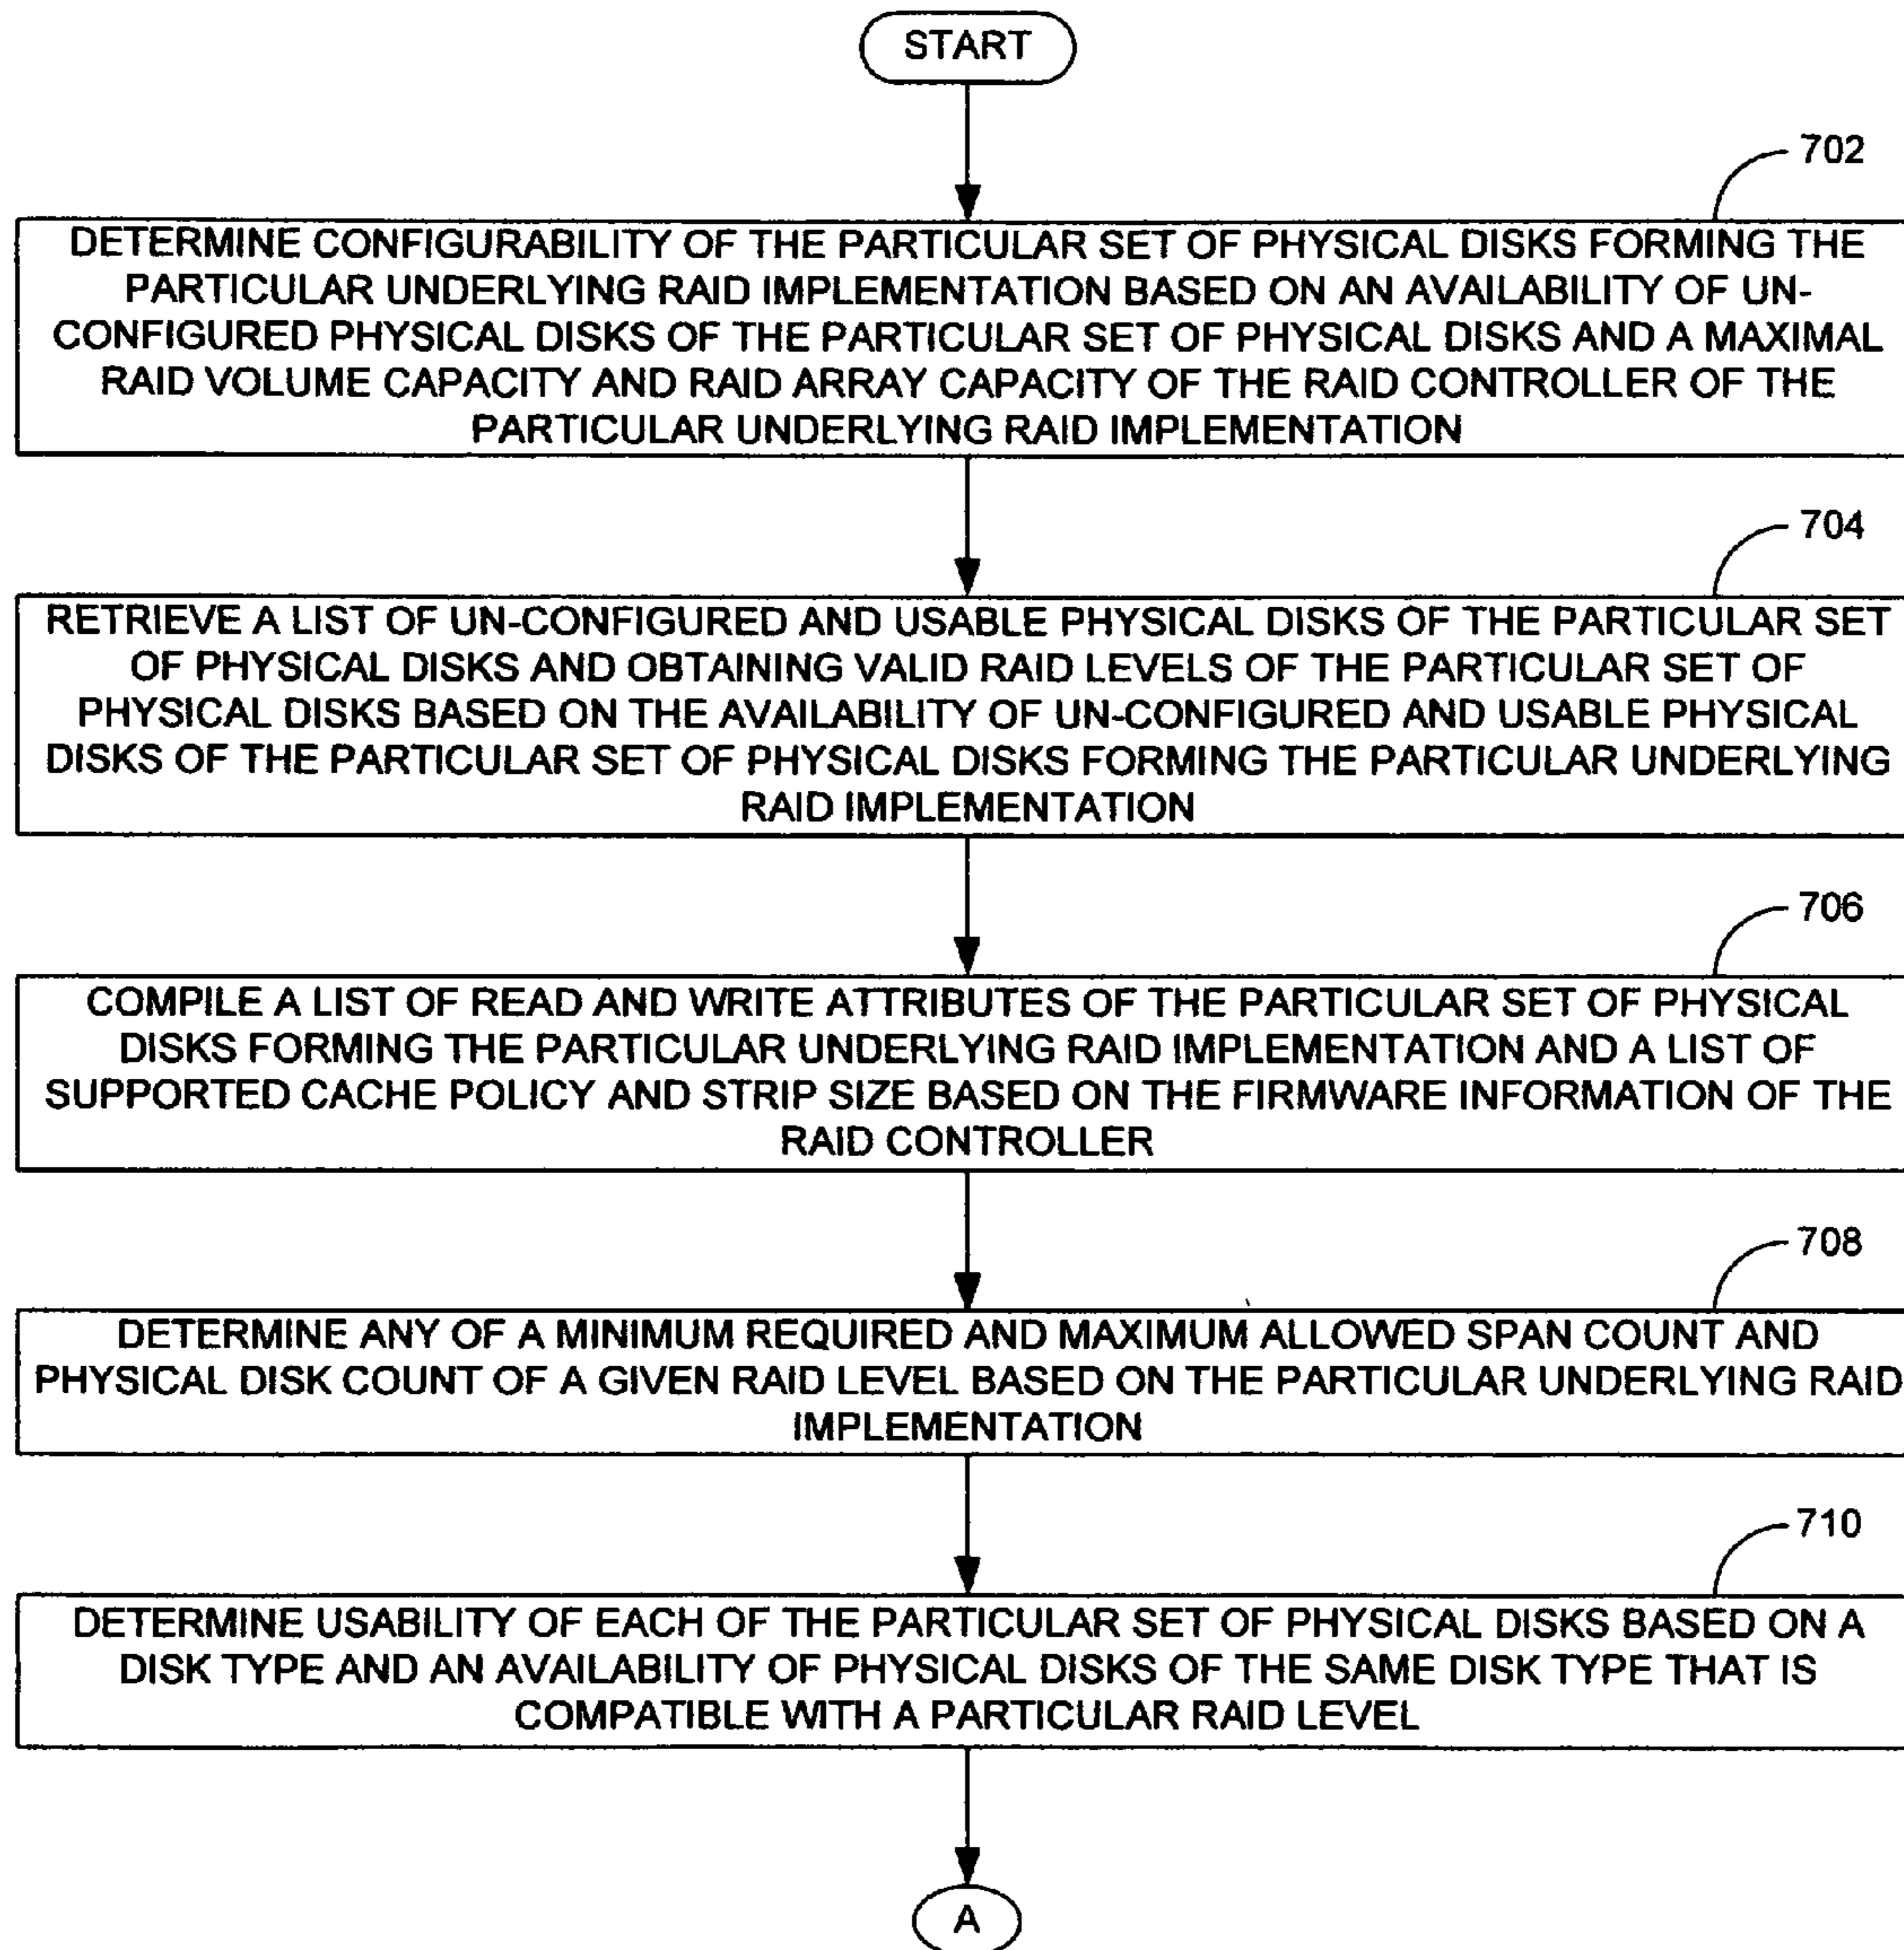 START
702
DETERMINE CONFIGURABILITY OF THE PARTICULAR SET OF PHYSICAL DISKS FORMING THE
PARTICULAR UNDERLYING RAID IMPLEMENTATION BASED ON AN AVAILABILITY OF UN-
CONFIGURED PHYSICAL DISKS OF THE PARTICULAR SET OF PHYSICAL DISKS AND A MAXIMAL
RAID VOLUME CAPACITY AND RAID ARRAY CAPACITY OF THE RAID CONTROLLER OF THE
PARTICULAR UNDERLYING RAID IMPLEMENTATION
704
RETRIEVE A LIST OF UN-CONFIGURED AND USABLE PHYSICAL DISKS OF THE PARTICULAR SET
OF PHYSICAL DISKS AND OBTAINING VALID RAID LEVELS OF THE PARTICULAR SET OF
PHYSICAL DISKS BASED ON THE AVAILABILITY OF UN-CONFIGURED AND USABLE PHYSICAL
DISKS OF THE PARTICULAR SET OF PHYSICAL DISKS FORMING THE PARTICULAR UNDERLYING
RAID IMPLEMENTATION
706
COMPILE A LIST OF READ AND WRITE ATTRIBUTES OF THE PARTICULAR SET OF PHYSICAL
DISKS FORMING THE PARTICULAR UNDERLYING RAID IMPLEMENTATION AND A LIST OF
SUPPORTED CACHE POLICY AND STRIP SIZE BASED ON THE FIRMWARE INFORMATION OF THE
RAID CONTROLLER
708
DETERMINE ANY OF A MINIMUM REQUIRED AND MAXIMUM ALLOWED SPAN COUNT AND
PHYSICAL DISK COUNT OF A GIVEN RAID LEVEL BASED ON THE PARTICULAR UNDERLYING RAID
IMPLEMENTATION
710
DETERMINE USABILITY OF EACH OF THE PARTICULAR SET OF PHYSICAL DISKS BASED ON A
DISK TYPE AND AN AVAILABILITY OF PHYSICAL DISKS OF THE SAME DISK TYPE THAT IS
COMPATIBLE WITH A PARTICULAR RAID LEVEL
A